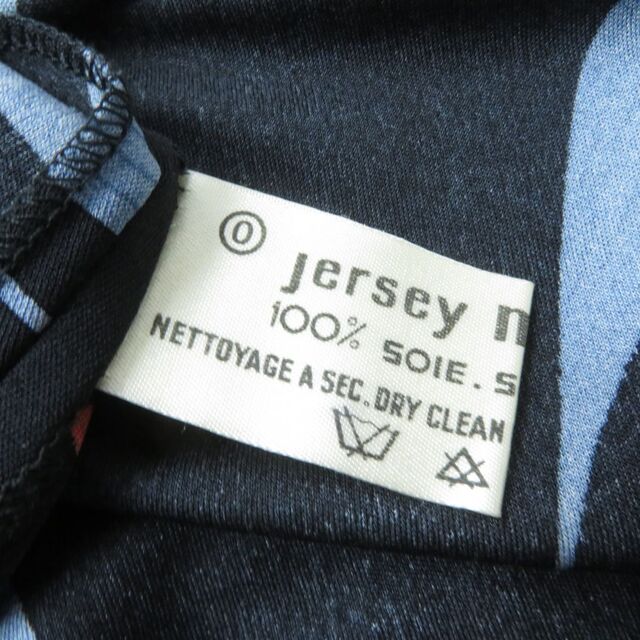 0 jersey
100% SOIE.
NETTOYAGE A SEC. DRY CLEAN